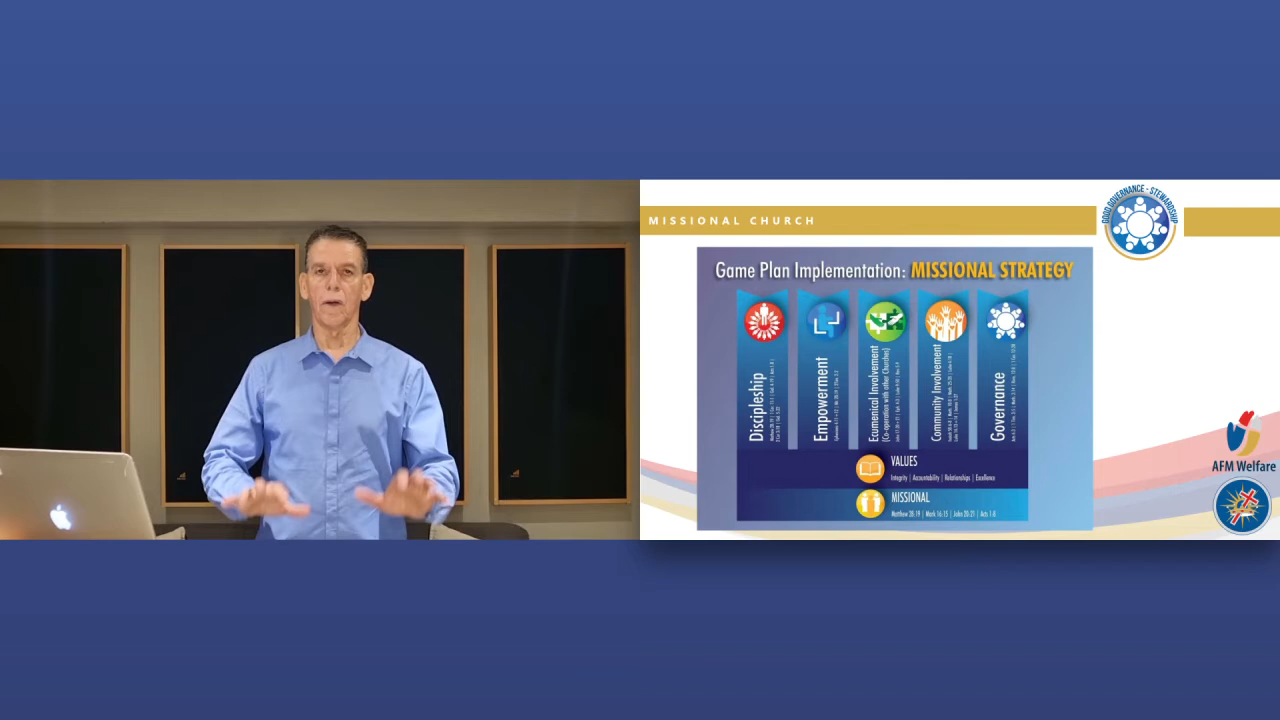 MISSIONAL CHURCH
GOOD GOVERNANCE - STEWARDSHIP
Game Plan Implementation: MISSIONAL STRATEGY
Discipleship
Empowerment
Ecumenical Involvement
(Co-operation with other Churches)
Community Involvement
Governance
VALUES
Integrity | Accountability | Relationships | Excellence
MISSIONAL
Matthew 28:19 | Mark 16:15 | John 20:21 | Acts 1:8
AFM Welfare